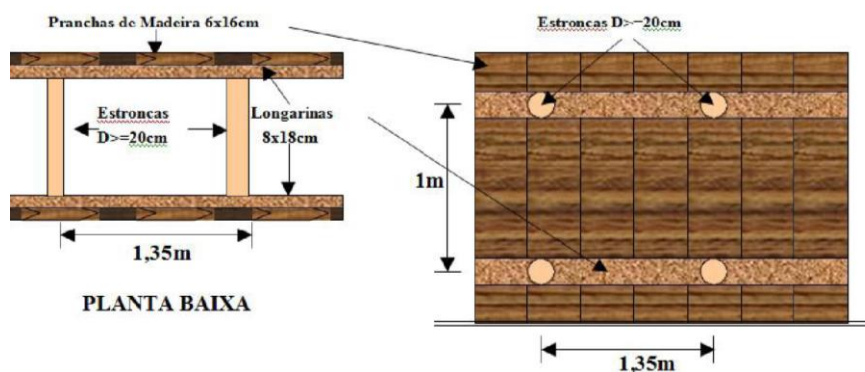 Pranchas de Madeira 6x16cm
Estroncas
D>=20cm
Longarinas
8x18cm
1,35m
PLANTA BAIXA
Estroncas D>=20cm
1m
1,35m